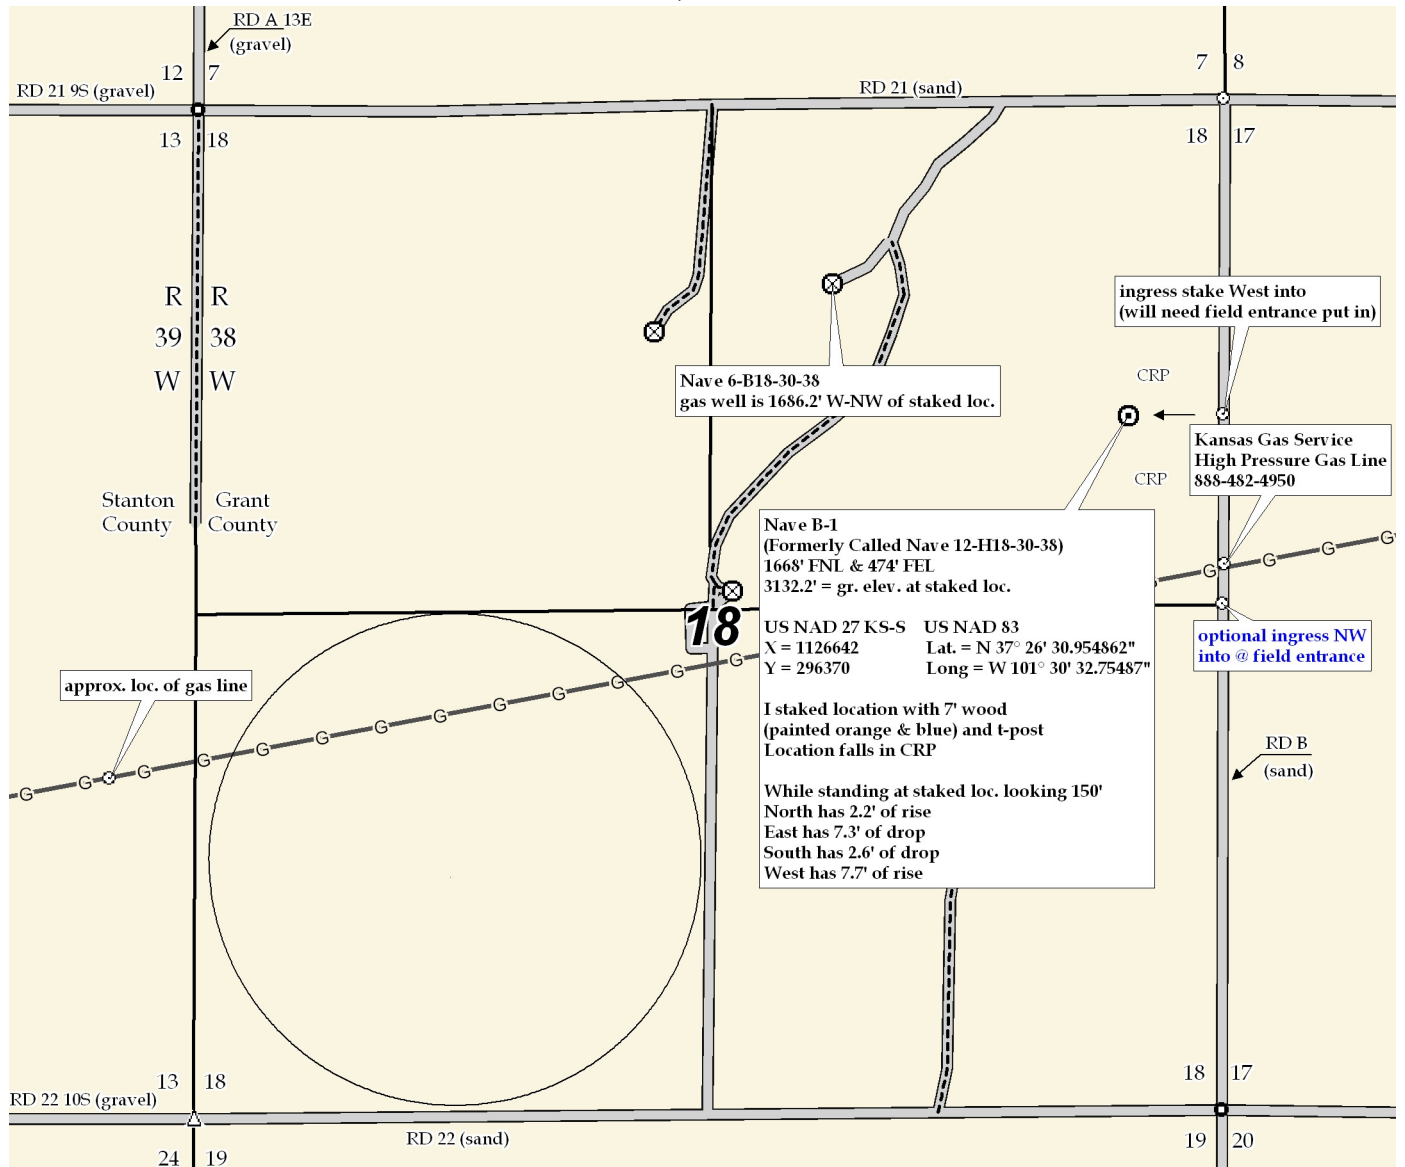 RD A 13E
(gravel)
12 7
7 8
RD 21 9S (gravel)
RD 21 (sand)
13 18
18 17
R R
39 38
W W
ingress stake West into
(will need field entrance put in)
CRP
Nave 6-B18-30-38
gas well is 1686.2' W-NW of staked loc.
Kansas Gas Service
High Pressure Gas Line
888-482-4950
CRP
Stanton
County
Grant
County
Nave B-1
(Formerly Called Nave 12-H18-30-38)
1668' FNL & 474' FEL
3132.2' = gr. elev. at staked loc.
US NAD 27 KS-S US NAD 83
X = 1126642 Lat. = N 37° 26' 30.954862"
Y = 296370 Long = W 101° 30' 32.75487"
I staked location with 7' wood
(painted orange & blue) and t-post
Location falls in CRP
While standing at staked loc. looking 150'
North has 2.2' of rise
East has 7.3' of drop
South has 2.6' of drop
West has 7.7' of rise
G G G G
18
optional ingress NW
into @ field entrance
approx. loc. of gas line
G G G G G G G G G G G G G
RD B
(sand)
13 18
18 17
RD 22 10S (gravel)
RD 22 (sand)
24 19
19 20